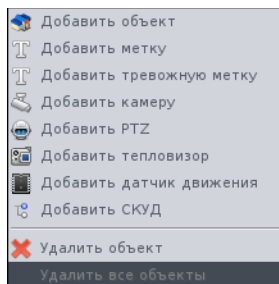 Добавить объект
Добавить метку
Добавить тревожную метку
Добавить камеру
Добавить PTZ
Добавить тепловизор
Добавить датчик движения
Добавить СКУД
Удалить объект
Удалить все объекты